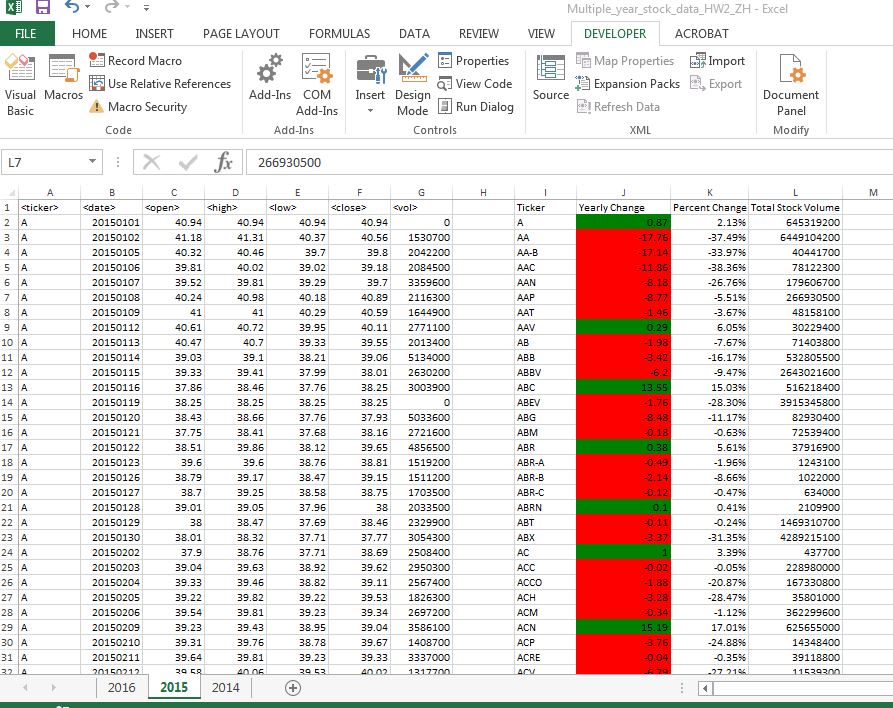 Multiple_year_stock_data_HW2_ZH - Excel
FILE HOME INSERT PAGE LAYOUT FORMULAS DATA REVIEW VIEW DEVELOPER ACROBAT
Visual Basic Macros Record Macro Use Relative References Macro Security Add-Ins COM Add-Ins Insert Design Mode Properties View Code Run Dialog Source Map Properties Expansion Packs Refresh Data Import Export Document Panel
Code Add-Ins Controls XML Modify
L7 fx 266930500
A B C D E F G H I J K L M
1 <ticker> <date> <open> <high> <low> <close> <vol> Ticker Yearly Change Percent Change Total Stock Volume
2 A 20150101 40.94 40.94 40.94 40.94 0 A 0.87 2.13% 645319200
3 A 20150102 41.18 41.31 40.37 40.56 1530700 AA -17.76 -37.49% 6449104200
4 A 20150105 40.32 40.46 39.7 39.8 2042200 AA-B -17.14 -33.97% 40441700
5 A 20150106 39.81 40.02 39.02 39.18 2084500 AAC -11.86 -38.36% 78122300
6 A 20150107 39.52 39.81 39.29 39.7 3359600 AAN -8.18 -26.76% 179606700
7 A 20150108 40.24 40.98 40.18 40.89 2116300 AAP -8.77 -5.51% 266930500
8 A 20150109 41 41 40.29 40.59 1644900 AAT -1.46 -3.67% 48158100
9 A 20150112 40.61 40.72 39.95 40.11 2771100 AAV 0.29 6.05% 30229400
10 A 20150113 40.47 40.7 39.33 39.55 2013400 AB -1.98 -7.67% 71403800
11 A 20150114 39.03 39.1 38.21 39.06 5134000 ABB -3.42 -16.17% 532805500
12 A 20150115 39.33 39.41 37.99 38.01 2630200 ABBV -6.2 -9.47% 2643021600
13 A 20150116 37.86 38.46 37.76 38.25 3003900 ABC 13.55 15.03% 516218400
14 A 20150119 38.25 38.25 38.25 38.25 0 ABEV -1.76 -28.30% 3915345800
15 A 20150120 38.43 38.66 37.76 37.93 5033600 ABG -8.48 -11.17% 82930400
16 A 20150121 37.75 38.41 37.68 38.16 2721600 ABM -0.18 -0.63% 72539400
17 A 20150122 38.51 39.86 38.12 39.65 4856500 ABR 0.38 5.61% 37916900
18 A 20150123 39.6 39.6 38.76 38.81 1519200 ABR-A -0.49 -1.96% 1243100
19 A 20150126 38.79 39.17 38.47 39.15 1511200 ABR-B -2.14 -8.66% 1022000
20 A 20150127 38.7 39.25 38.58 38.75 1703500 ABR-C -0.12 -0.47% 634000
21 A 20150128 39.01 39.05 37.96 38 2033500 ABRN 0.1 0.41% 2109900
22 A 20150129 38 38.47 37.69 38.46 2329900 ABT -0.11 -0.24% 1469310700
23 A 20150130 38.01 38.32 37.71 37.77 3054300 ABX -3.37 -31.35% 4289215100
24 A 20150202 37.9 38.76 37.71 38.69 2508400 AC 1 3.39% 437700
25 A 20150203 39.04 39.63 38.92 39.62 2950300 ACC -0.02 -0.05% 228980000
26 A 20150204 39.33 39.46 38.82 39.11 2567400 ACCO -1.88 -20.87% 167330800
27 A 20150205 39.22 39.82 39.22 39.53 1826300 ACH -3.28 -28.47% 35801000
28 A 20150206 39.54 39.81 39.23 39.34 2697200 ACM -0.34 -1.12% 362299600
29 A 20150209 39.23 39.43 38.95 39.04 3586100 ACN 15.19 17.01% 625655000
30 A 20150210 39.31 39.76 38.78 39.67 1408700 ACP -3.76 -24.88% 14348400
31 A 20150211 39.64 39.81 39.23 39.33 3337000 ACRE -0.04 -0.35% 39118800
32 A 20150212 39.58 40.06 39.53 40.02 1317700 ACV -6.79 -27.21% 11539300
2016 2015 2014